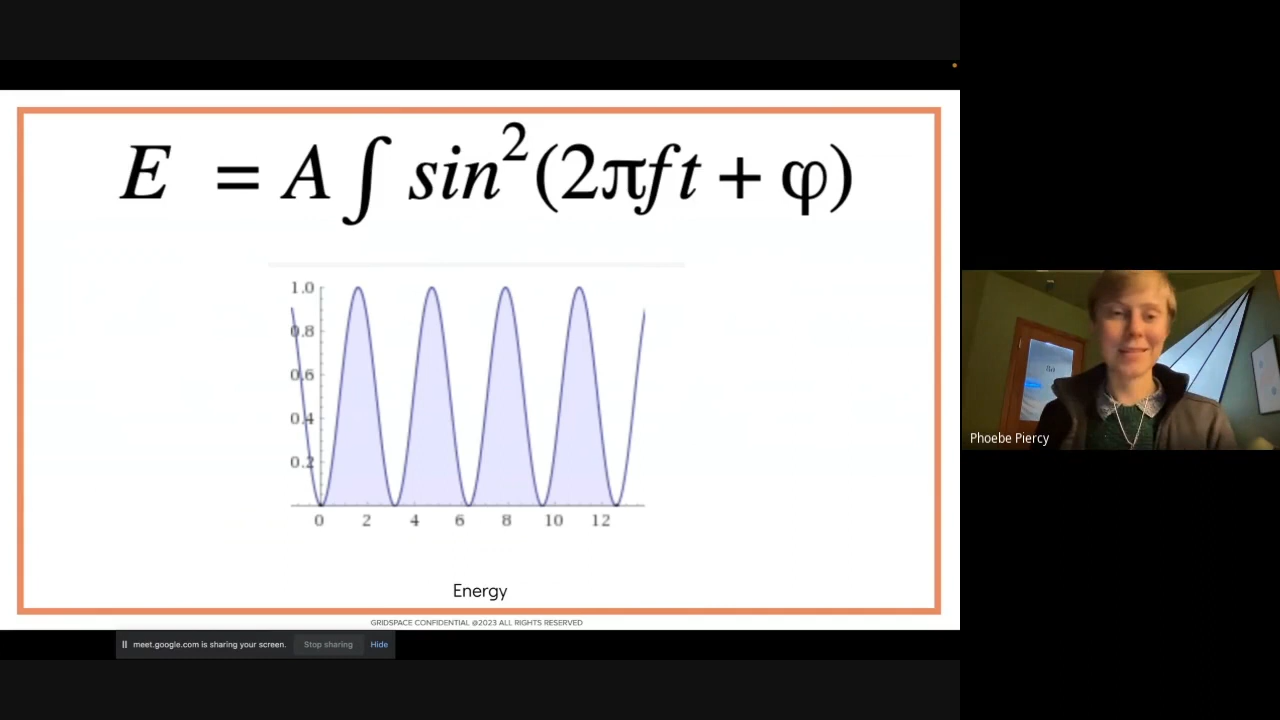 E = A ∫ sin²(2πft + φ)
1.0
0.8
0.6
0.4
0.2
0 2 4 6 8 10 12
Energy
GRIDSPACE CONFIDENTIAL @2023 ALL RIGHTS RESERVED
meet.google.com is sharing your screen. Stop sharing Hide
Phoebe Piercy